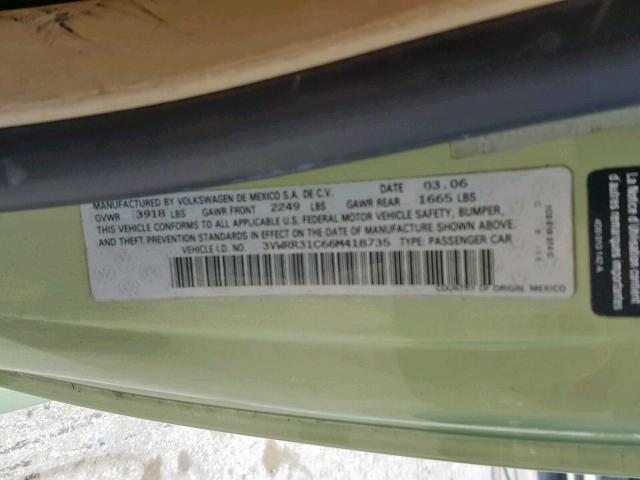 MANUFACTURED BY VOLKSWAGEN DE MEXICO S.A. DE C.V. DATE 03.06
GVWR 3918 LBS GAWR FRONT 2249 LBS GAWR REAR 1665 LBS
THIS VEHICLE CONFORMS TO ALL APPLICABLE U.S. FEDERAL MOTOR VEHICLE SAFETY, BUMPER,
AND THEFT PREVENTION STANDARDS IN EFFECT ON THE DATE OF MANUFACTURE SHOWN ABOVE.
VEHICLE I.D. NO. 3VWRR31C66M418735 TYPE: PASSENGER CAR
COUNTRY OF ORIGIN: MEXICO